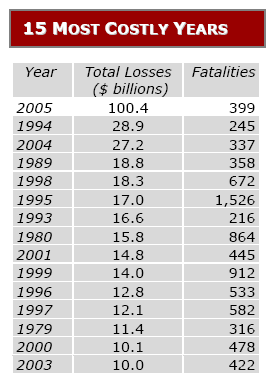 15 MOST COSTLY YEARS
Year Total Losses ($ billions) Fatalities
2005 100.4 399
1994 28.9 245
2004 27.2 337
1989 18.8 358
1998 18.3 672
1995 17.0 1,526
1993 16.6 216
1980 15.8 864
2001 14.8 445
1999 14.0 912
1996 12.8 533
1997 12.1 582
1979 11.4 316
2000 10.1 478
2003 10.0 422